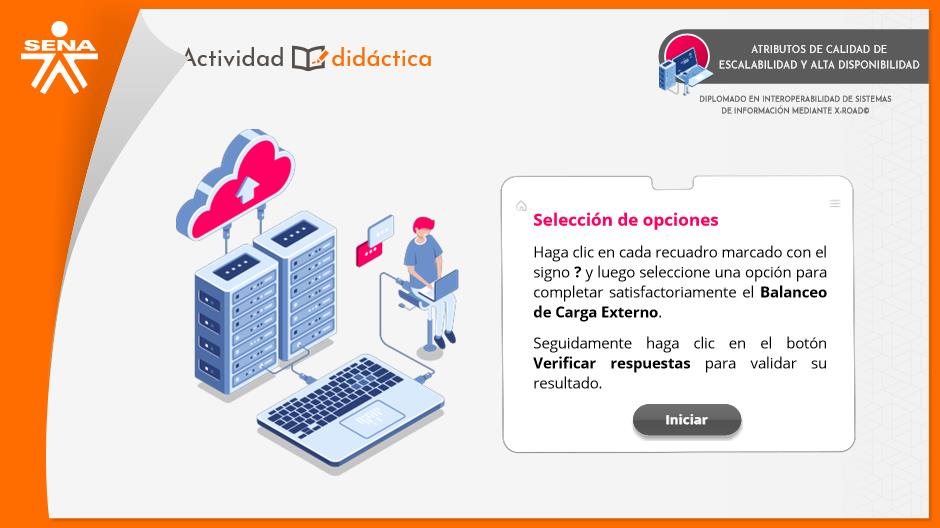 SENA
Actividad didáctica
ATRIBUTOS DE CALIDAD DE
ESCALABILIDAD Y ALTA DISPONIBILIDAD
DIPLOMADO EN INTEROPERABILIDAD DE SISTEMAS
DE INFORMACIÓN MEDIANTE X-ROAD©
Selección de opciones
Haga clic en cada recuadro marcado con el
signo ? y luego seleccione una opción para
completar satisfactoriamente el Balanceo
de Carga Externo.
Seguidamente haga clic en el botón
Verificar respuestas para validar su
resultado.
Iniciar